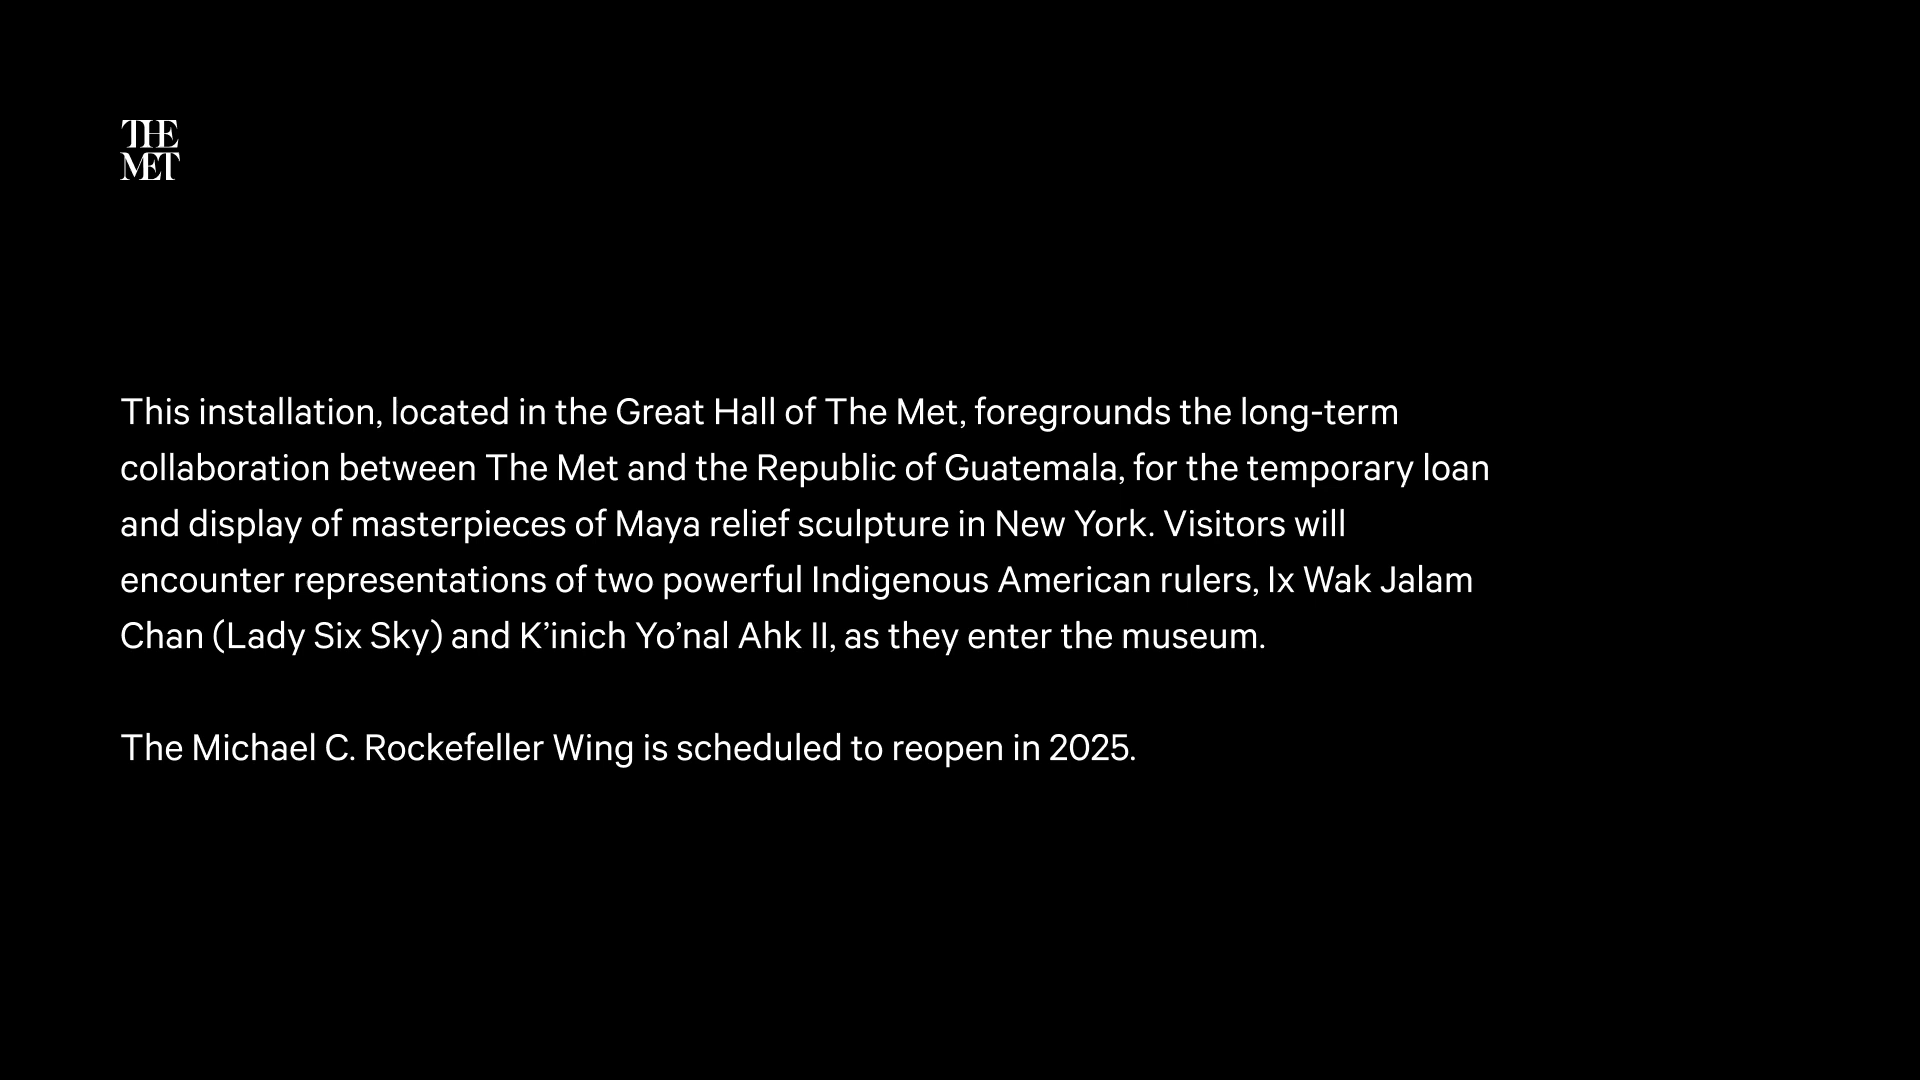 THE
MET
This installation, located in the Great Hall of The Met, foregrounds the long-term
collaboration between The Met and the Republic of Guatemala, for the temporary loan
and display of masterpieces of Maya relief sculpture in New York. Visitors will
encounter representations of two powerful Indigenous American rulers, Ix Wak Jalam
Chan (Lady Six Sky) and K’inich Yo’nal Ahk II, as they enter the museum.
The Michael C. Rockefeller Wing is scheduled to reopen in 2025.